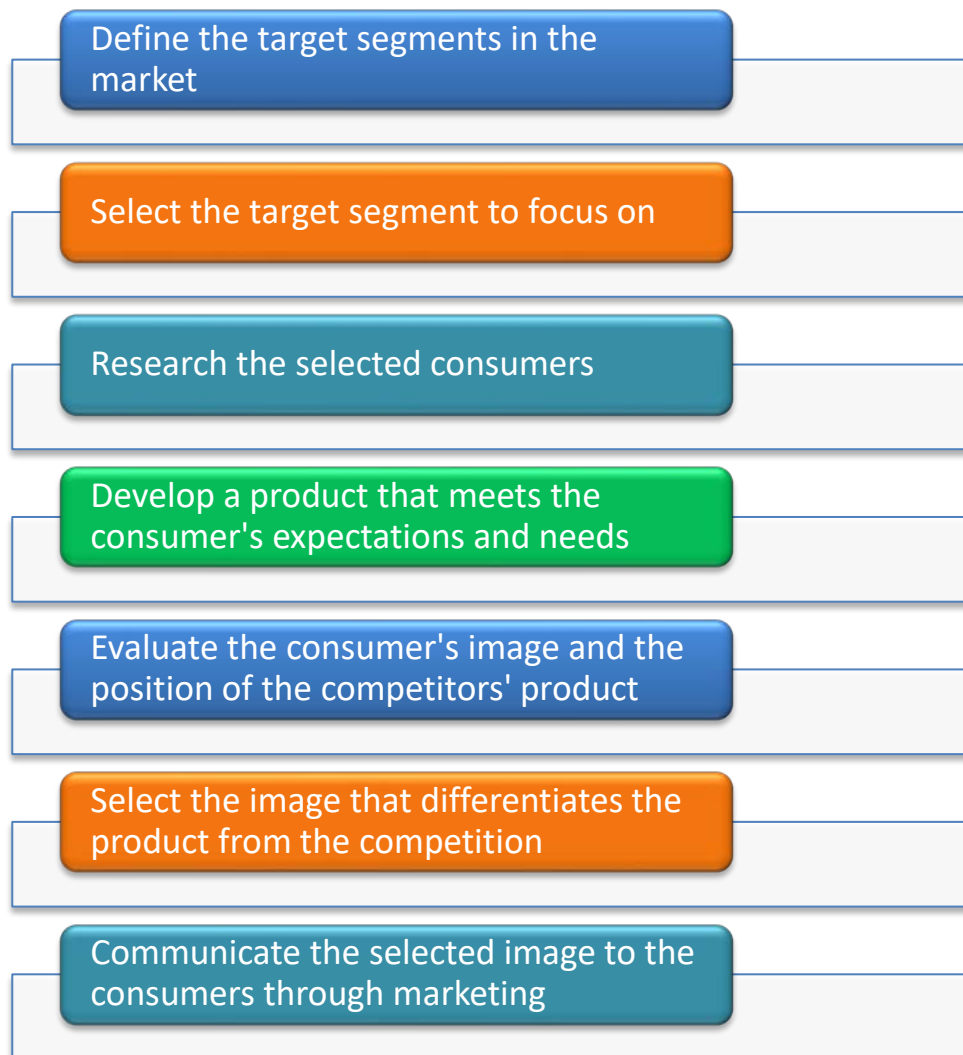 Define the target segments in the
market
Select the target segment to focus on
Research the selected consumers
Develop a product that meets the
consumer's expectations and needs
Evaluate the consumer's image and the
position of the competitors' product
Select the image that differentiates the
product from the competition
Communicate the selected image to the
consumers through marketing